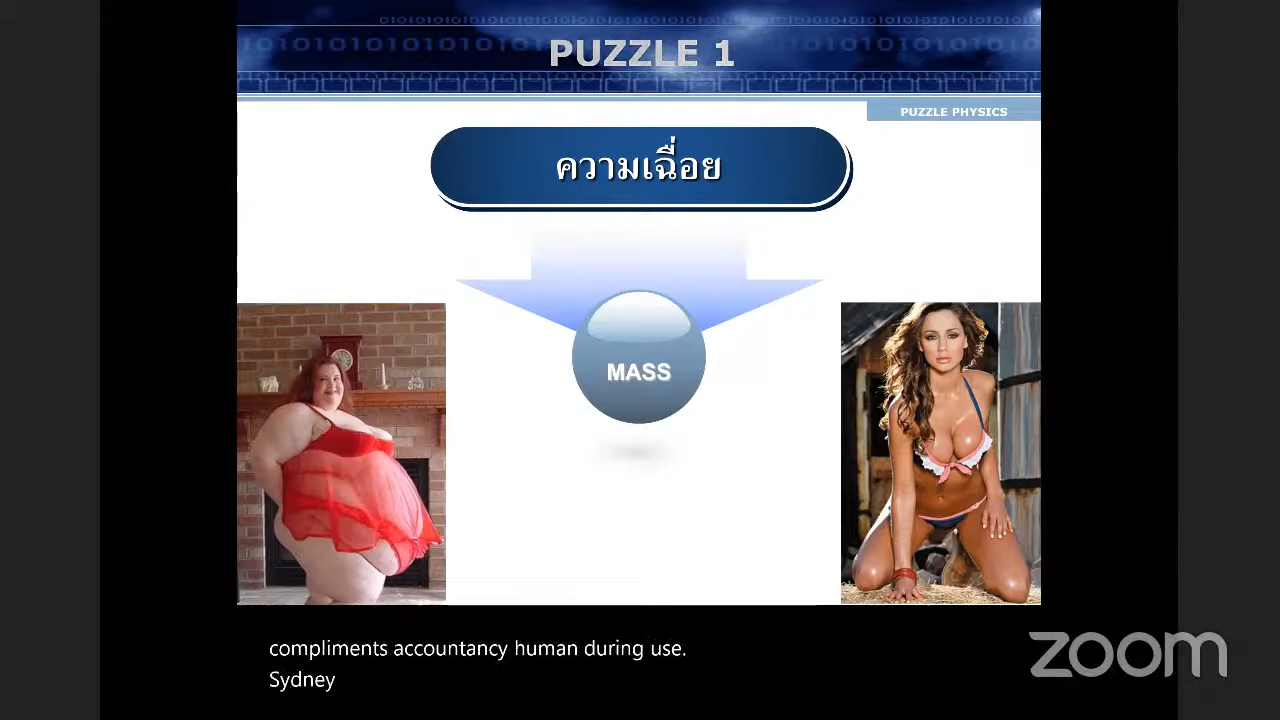 PUZZLE 1
PUZZLE PHYSICS
ความเฉื่อย
MASS
compliments accountancy human during use.
Sydney
zoom